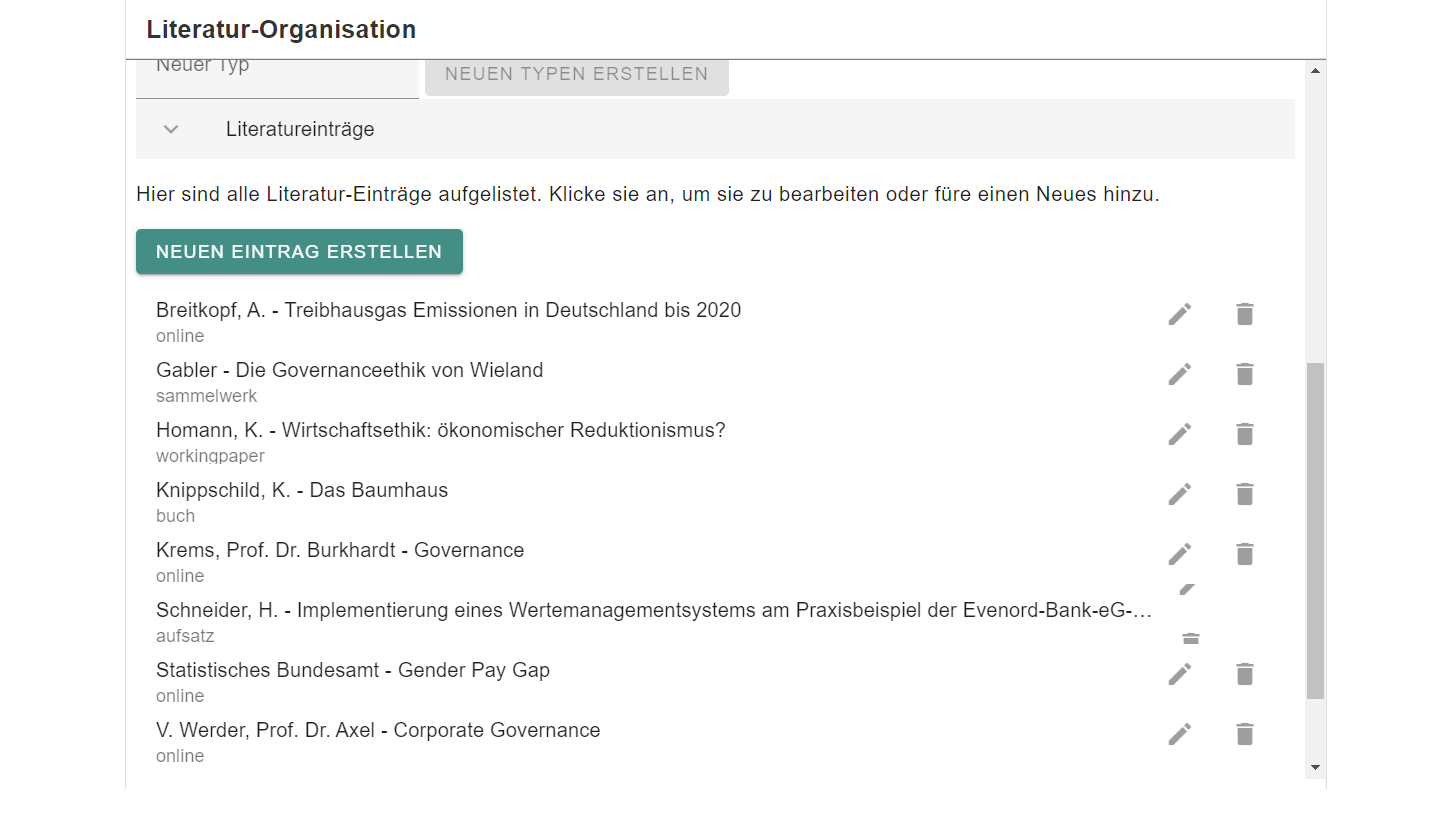 Literatur-Organisation
Neuer Typ
NEUEN TYPEN ERSTELLEN
Literatureinträge
Hier sind alle Literatur-Einträge aufgelistet. Klicke sie an, um sie zu bearbeiten oder füre einen Neues hinzu.
NEUEN EINTRAG ERSTELLEN
Breitkopf, A. - Treibhausgas Emissionen in Deutschland bis 2020
online
Gabler - Die Governanceethik von Wieland
sammelwerk
Homann, K. - Wirtschaftsethik: ökonomischer Reduktionismus?
workingpaper
Knippschild, K. - Das Baumhaus
buch
Krems, Prof. Dr. Burkhardt - Governance
online
Schneider, H. - Implementierung eines Wertemanagementsystems am Praxisbeispiel der Evenord-Bank-eG-…
aufsatz
Statistisches Bundesamt - Gender Pay Gap
online
V. Werder, Prof. Dr. Axel - Corporate Governance
online